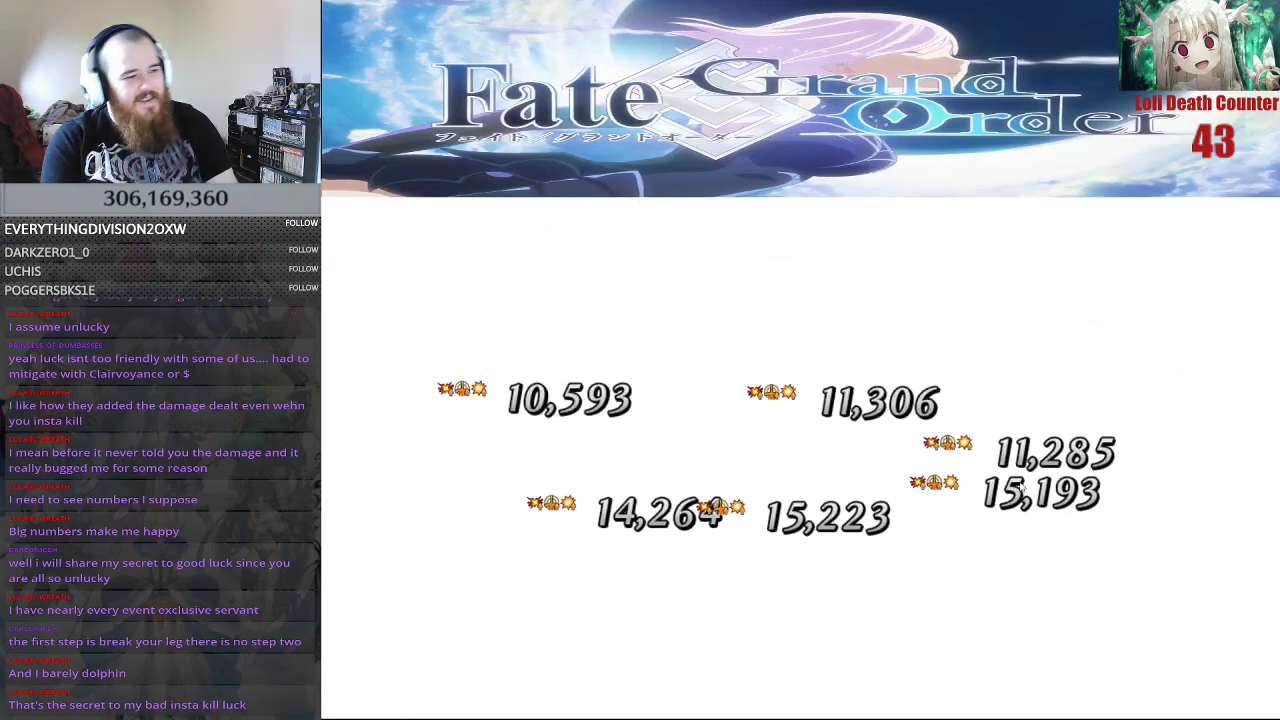 Fate Grand Order
フェイト/グランドオーダー
Loli Death Counter
43
306,169,360
EVERYTHINGDIVISION2OXW FOLLOW
DARKZERO1_0 FOLLOW
UCHIS FOLLOW
POGGERSBKS1E FOLLOW
I assume unlucky
PRINCESS OF DUMBASSES
yeah luck isnt too friendly with some of us.... had to
mitigate with Clairvoyance or $
I like how they added the damage dealt even wehn
you insta kill
I mean before it never told you the damage and it
really bugged me for some reason
I need to see numbers I suppose
Big numbers make me happy
well i will share my secret to good luck since you
are all so unlucky
I have nearly every event exclusive servant
the first step is break your leg there is no step two
And I barely dolphin
That's the secret to my bad insta kill luck
10,593
11,306
11,285
15,193
14,264
15,223